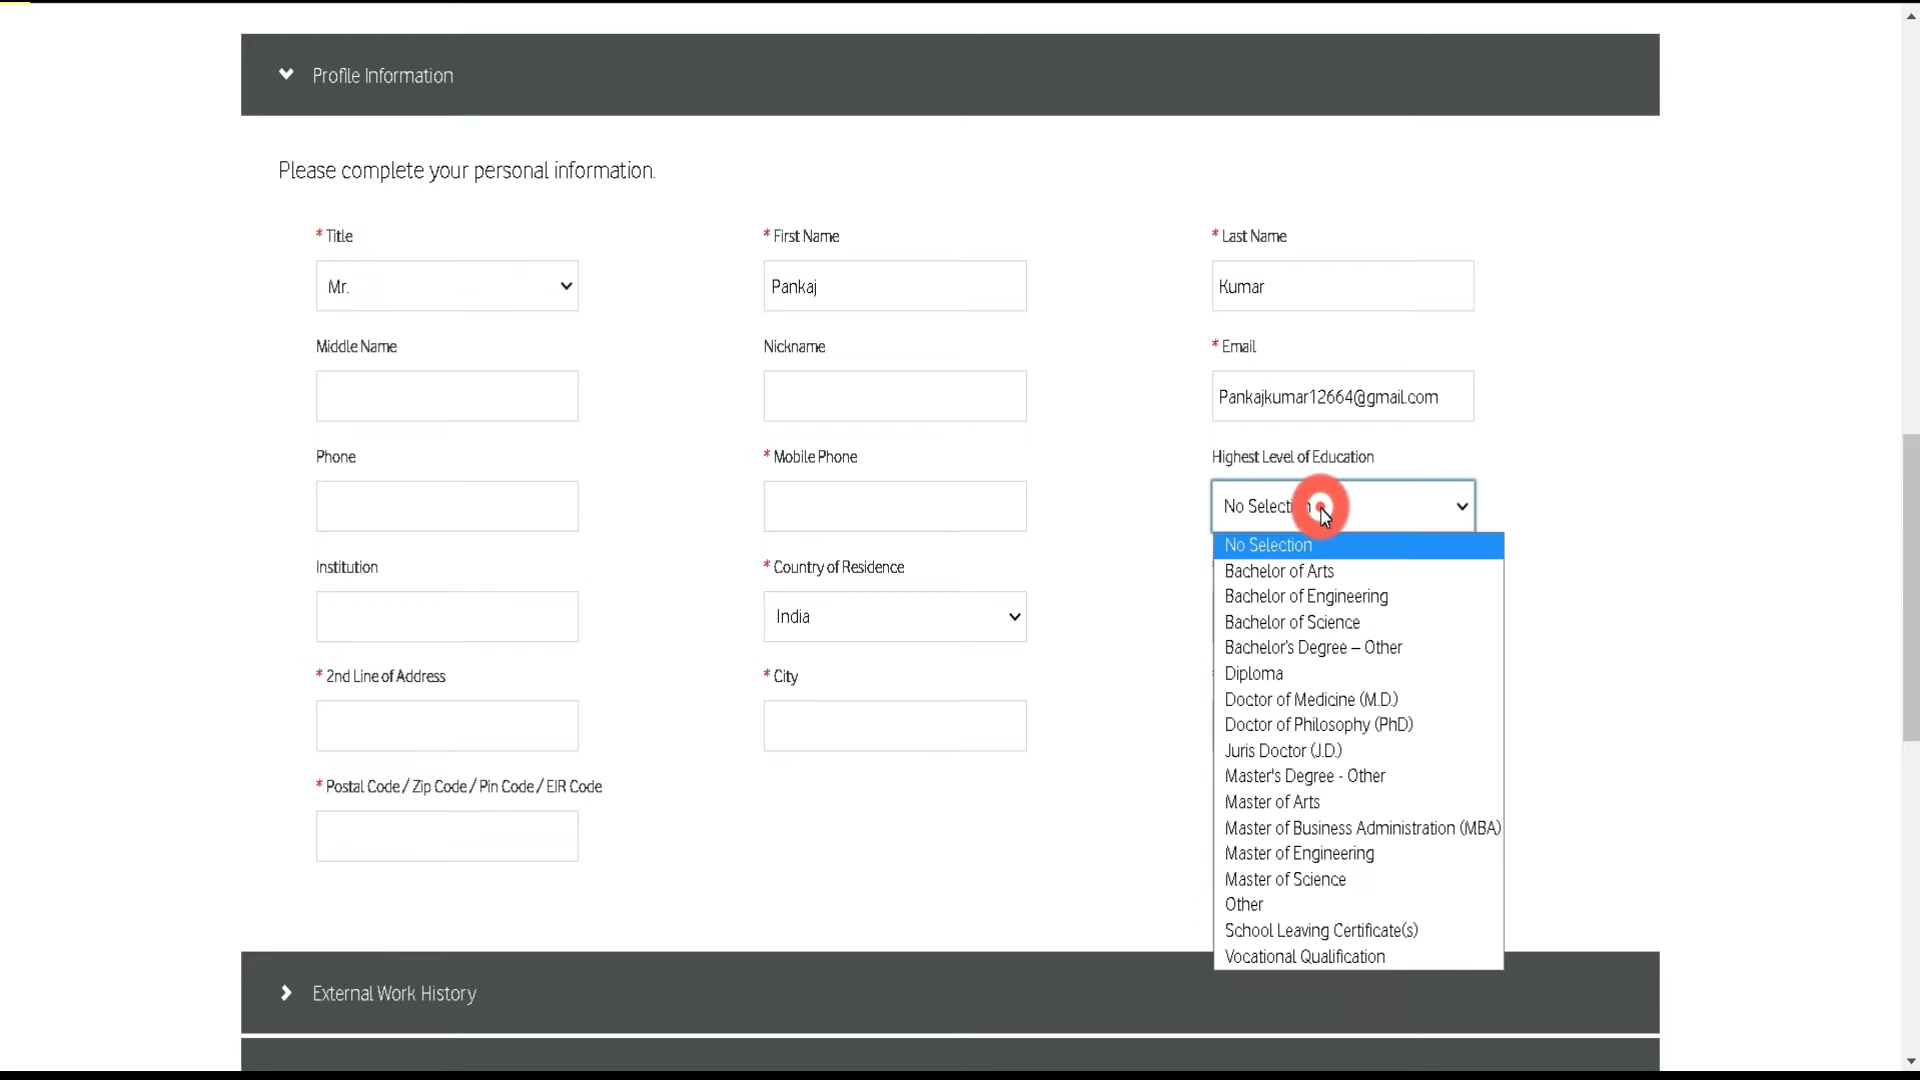 Profile Information
Please complete your personal information.
* Title
* First Name
* Last Name
Mr.
Pankaj
Kumar
Middle Name
Nickname
* Email
Pankajkumar12664@gmail.com
Phone
* Mobile Phone
Highest Level of Education
No Selection
No Selection
Bachelor of Arts
Bachelor of Engineering
Bachelor of Science
Bachelor's Degree – Other
Diploma
Doctor of Medicine (M.D.)
Doctor of Philosophy (PhD)
Juris Doctor (J.D.)
Master's Degree - Other
Master of Arts
Master of Business Administration (MBA)
Master of Engineering
Master of Science
Other
School Leaving Certificate(s)
Vocational Qualification
Institution
* Country of Residence
India
* 2nd Line of Address
* City
* Postal Code / Zip Code / Pin Code / EIR Code
External Work History